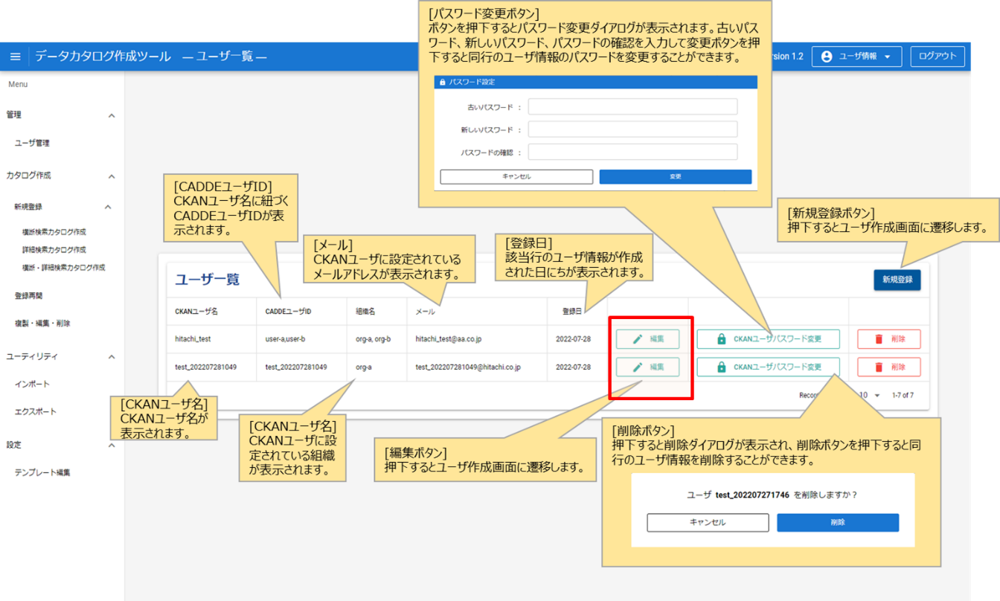 [パスワード変更ボタン]
ボタンを押下するとパスワード変更ダイアログが表示されます。古いパス
ワード、新しいパスワード、パスワードの確認を入力して変更ボタンを押
下すると同行のユーザ情報のパスワードを変更することができます。
データカタログ作成ツール ―ユーザ一覧―
rsion 1.2
ユーザ情報
ログアウト
パスワード設定
古いパスワード :
新しいパスワード :
パスワードの確認 :
キャンセル
変更
Menu
管理
ユーザ管理
カタログ作成
新規登録
横断検索カタログ作成
詳細検索カタログ作成
横断・詳細検索カタログ作成
登録再開
複製・編集・削除
ユーティリティ
インポート
エクスポート
設定
テンプレート編集
[CADDEユーザID]
CKANユーザ名に紐づく
CADDEユーザIDが表
示されます。
[メール]
CKANユーザに設定されている
メールアドレスが表示されます。
[登録日]
該当行のユーザ情報が作成
された日にちが表示されます。
[新規登録ボタン]
押下するとユーザ作成画面に遷移します。
ユーザ一覧
新規登録
CKANユーザ名 CADDEユーザID 組織名 メール 登録日
hitachi_test user-a,user-b org-a, org-b hitachi_test@aa.co.jp 2022-07-28 編集 CKANユーザパスワード変更 削除
test_202207281049 test_202207281049 org-a test_202207281049@hitachi.co.jp 2022-07-28 編集 CKANユーザパスワード変更 削除
Recor 10 1-7 of 7
[CKANユーザ名]
CKANユーザ名が
表示されます。
[CKANユーザ名]
CKANユーザに設
定されている組織
が表示されます。
[編集ボタン]
押下するとユーザ作成画面に遷移します。
[削除ボタン]
押下すると削除ダイアログが表示され、削除ボタンを押下すると同
行のユーザ情報を削除することができます。
ユーザ test_202207271746 を削除しますか？
キャンセル
削除